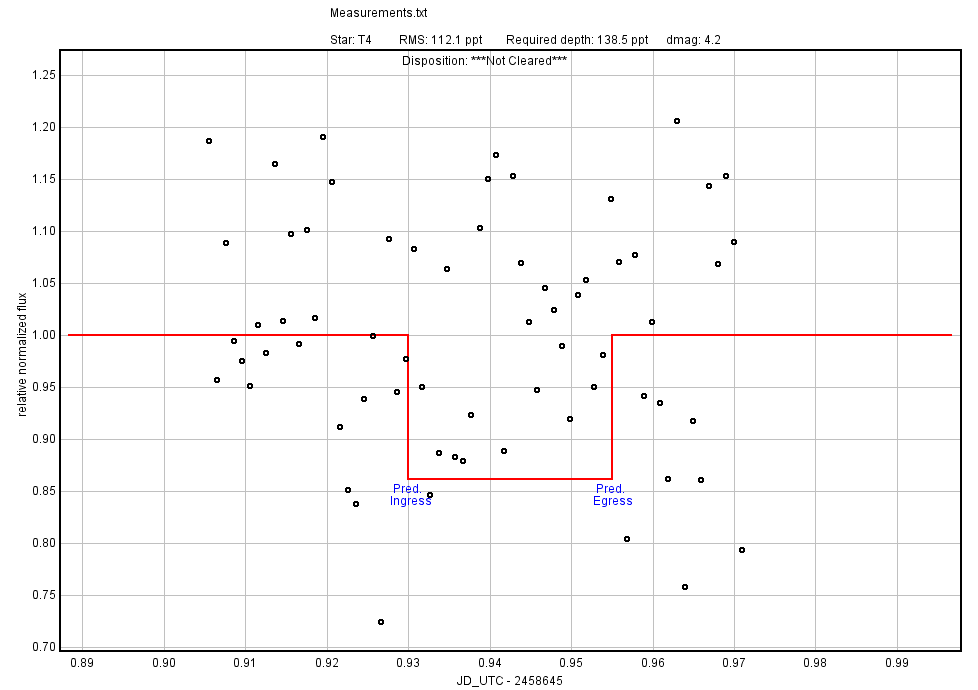 Measurements.txt
Star: T4 RMS: 112.1 ppt Required depth: 138.5 ppt dmag: 4.2
Disposition: ***Not Cleared***
1.25
1.20
1.15
1.10
1.05
1.00
0.95
0.90
0.85
0.80
0.75
0.70
relative normalized flux
Pred. Ingress
Pred. Egress
0.89 0.90 0.91 0.92 0.93 0.94 0.95 0.96 0.97 0.98 0.99
JD_UTC - 2458645